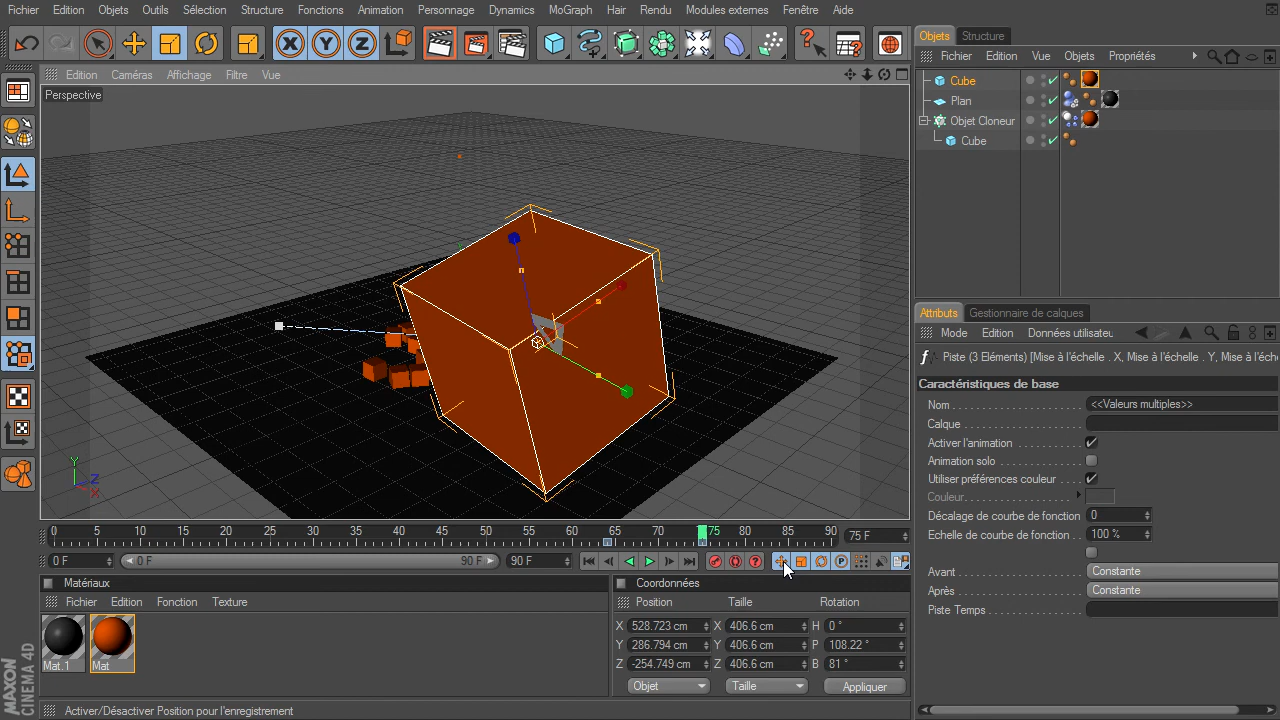 Fichier Edition Objets Outils Sélection Structure Fonctions Animation Personnage Dynamics MoGraph Hair Rendu Modules externes Fenêtre Aide
X Y Z
Objets Structure
Fichier Edition Vue Objets Propriétés
Edition Caméras Affichage Filtre Vue
Perspective
Cube
Plan
Objet Cloneur
Cube
Attributs Gestionnaire de calques
Mode Edition Données utilisateu
Piste (3 Eléments) [Mise à l'échelle . X, Mise à l'échelle . Y, Mise à l'éche
Caractéristiques de base
Nom <<Valeurs multiples>>
Calque
Activer l'animation
Animation solo
Utiliser préférences couleur
Couleur
Décalage de courbe de fonction 0
Echelle de courbe de fonction 100 %
Avant Constante
Après Constante
Piste Temps
Y
Z
X
0 5 10 15 20 25 30 35 40 45 50 55 60 65 70 75 80 85 90 75 F
0 F 0 F 90 F 90 F
P
Matériaux
Fichier Edition Fonction Texture
Mat.1 Mat
Coordonnées
Position Taille Rotation
X 528.723 cm X 406.6 cm H 0 °
Y 286.794 cm Y 406.6 cm P 108.22 °
Z -254.749 cm Z 406.6 cm B 81 °
Objet Taille Appliquer
MAXON
CINEMA 4D
Activer/Désactiver Position pour l'enregistrement